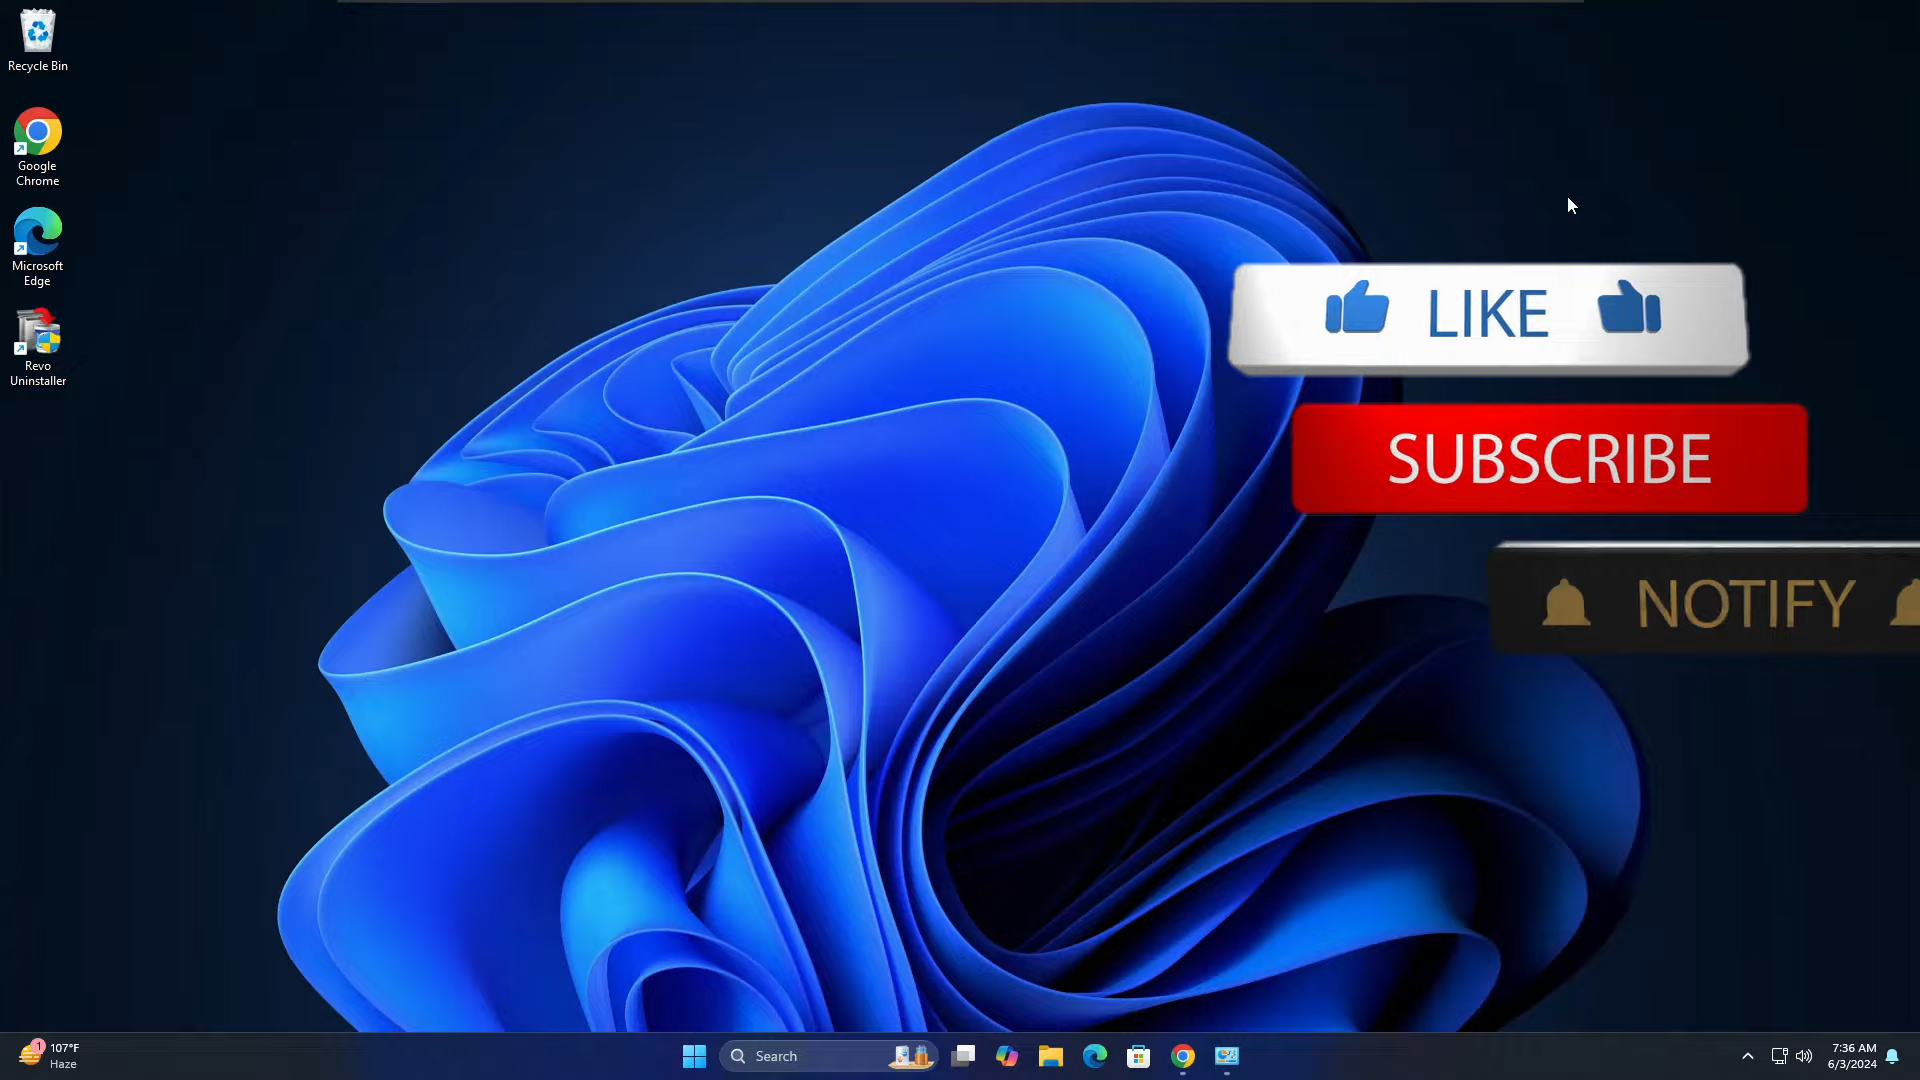 Recycle Bin
Google
Chrome
Microsoft
Edge
Revo
Uninstaller
LIKE
SUBSCRIBE
NOTIFY
1
107°F
Haze
Search
7:36 AM
6/3/2024